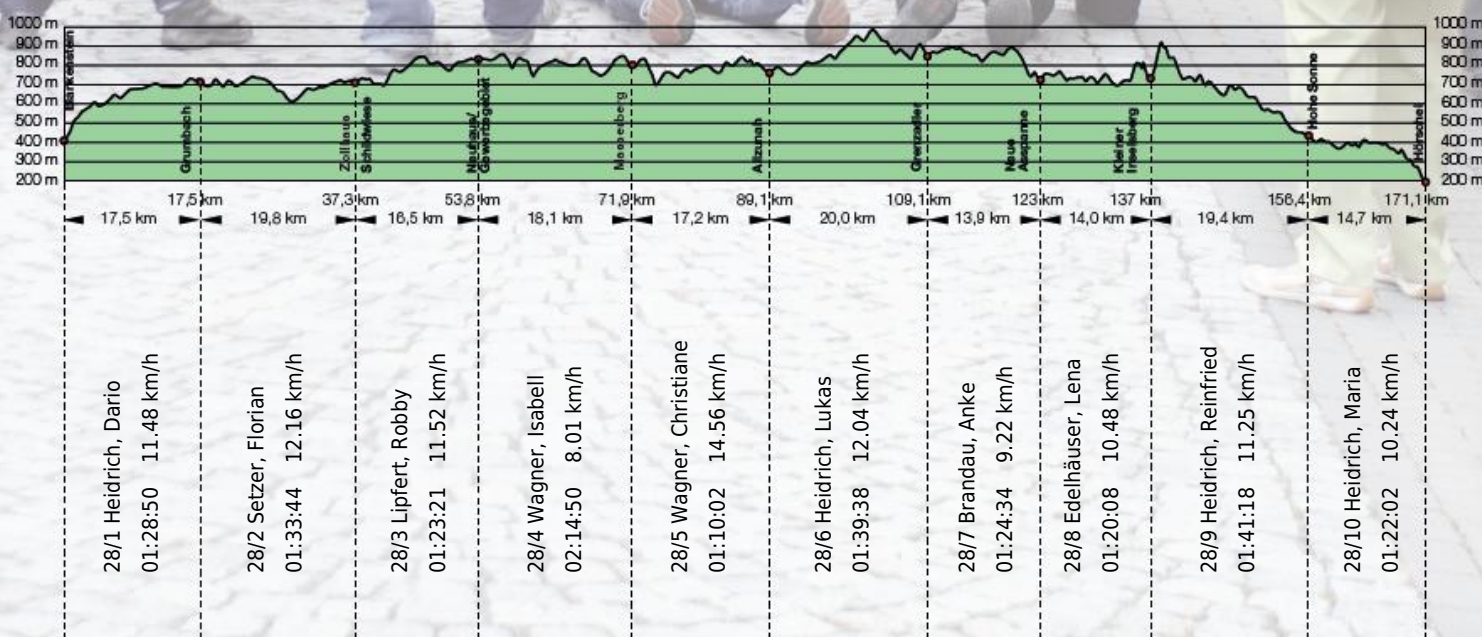 1000 m
900 m
800 m
700 m
600 m
500 m
400 m
300 m
200 m
1000 m
900 m
800 m
700 m
600 m
500 m
400 m
300 m
200 m
Blankenstein
Grumbach
Zollhaus
Schildwiese
Neuhaus/
Masserberg
Allzunah
Grenzadler
Neue
Ausspanne
Kleiner
Inselsberg
Hohe Sonne
Hörschel
17,5 km
37,3 km
53,8 km
71,9 km
89,1 km
109,1 km
123 km
137 km
156,4 km
171,1 km
17,5 km
19,8 km
16,5 km
18,1 km
17,2 km
20,0 km
13,9 km
14,0 km
19,4 km
14,7 km
28/1 Heidrich, Dario
01:28:50 11.48 km/h
28/2 Setzer, Florian
01:33:44 12.16 km/h
28/3 Lipfert, Robby
01:23:21 11.52 km/h
28/4 Wagner, Isabell
02:14:50 8.01 km/h
28/5 Wagner, Christiane
01:10:02 14.56 km/h
28/6 Heidrich, Lukas
01:39:38 12.04 km/h
28/7 Brandau, Anke
01:24:34 9.22 km/h
28/8 Edelhäuser, Lena
01:20:08 10.48 km/h
28/9 Heidrich, Reinfried
01:41:18 11.25 km/h
28/10 Heidrich, Maria
01:22:02 10.24 km/h